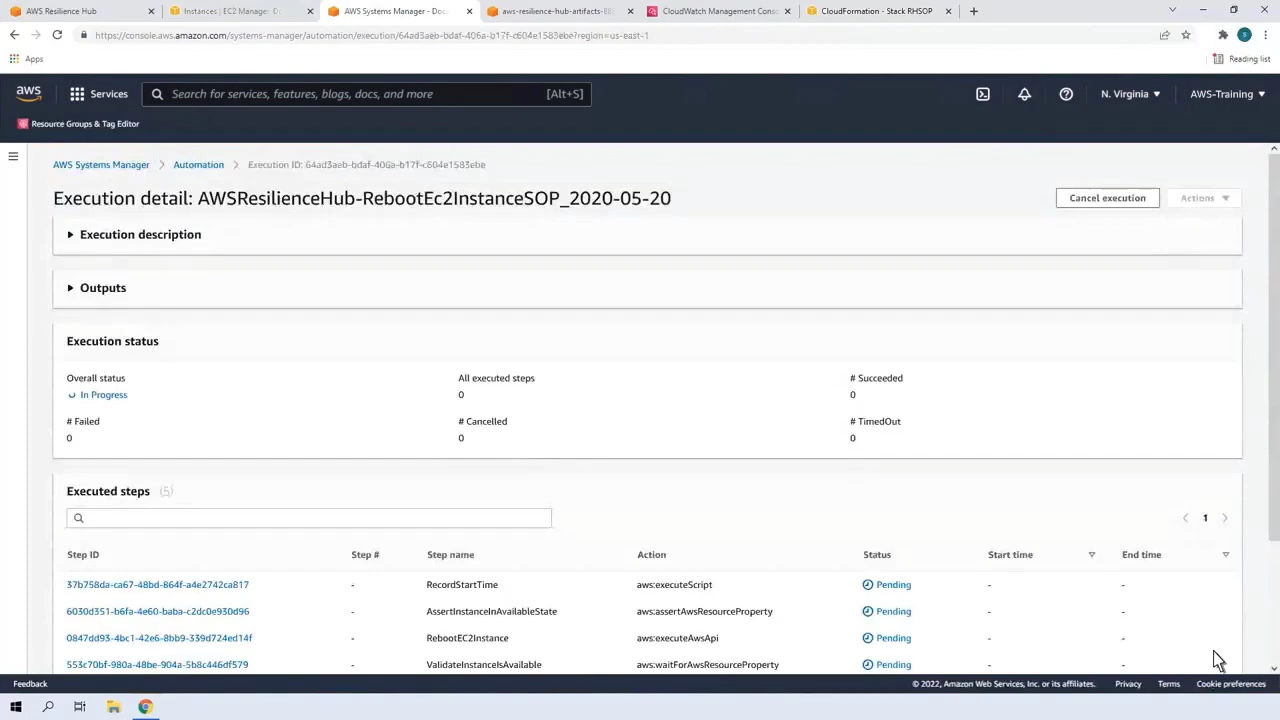 AWS Resilience Hub
Instances | EC2 Manager D
AWS Systems Manager - Doc
aws-resilience-hub-artifacts-88
CloudWatch Management Cons
CloudFormation - Stack RHSOP
https://console.aws.amazon.com/systems-manager/automation/execution/64ad3aeb-bdaf-406a-b17f-c604e1583ebe?region=us-east-1
Apps
Reading list
aws
Services
Search for services, features, blogs, docs, and more
[Alt+S]
N. Virginia
AWS-Training
Resource Groups & Tag Editor
AWS Systems Manager
Automation
Execution ID: 64ad3aeb-bdaf-406a-b17f-c604e1583ebe
Execution detail: AWSResilienceHub-RebootEc2InstanceSOP_2020-05-20
Cancel execution
Actions
Execution description
Outputs
Execution status
Overall status
All executed steps
# Succeeded
In Progress
0
0
# Failed
# Cancelled
# TimedOut
0
0
0
Executed steps (5)
1
Step ID
Step #
Step name
Action
Status
Start time
End time
37b758da-ca67-48bd-864f-a4e2742ca817 - RecordStartTime aws:executeScript Pending - -
6030d351-b6fa-4e60-baba-c2dc0e930d96 - AssertInstanceInAvailableState aws:assertAwsResourceProperty Pending - -
0847dd93-4bc1-42e6-8bb9-339d724ed14f - RebootEC2Instance aws:executeAwsApi Pending - -
553c70bf-980a-48be-904a-5b8c446df579 - ValidateInstanceIsAvailable aws:waitForAwsResourceProperty Pending - -
Feedback
© 2022, Amazon Web Services, Inc. or its affiliates.
Privacy
Terms
Cookie preferences